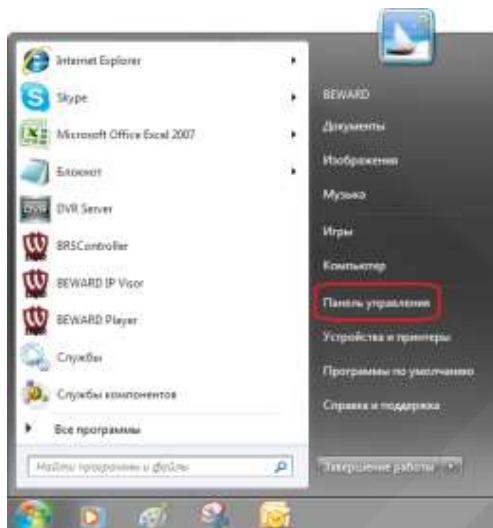 Internet Explorer
Skype
Microsoft Office Excel 2007
Блокнот
DVR Server
BRSController
BEWARD IP Visor
BEWARD Player
Службы
Службы компонентов
Все программы
Найти программы и файлы
BEWARD
Документы
Изображения
Музыка
Игры
Компьютер
Панель управления
Устройства и принтеры
Программы по умолчанию
Справка и поддержка
Завершение работы